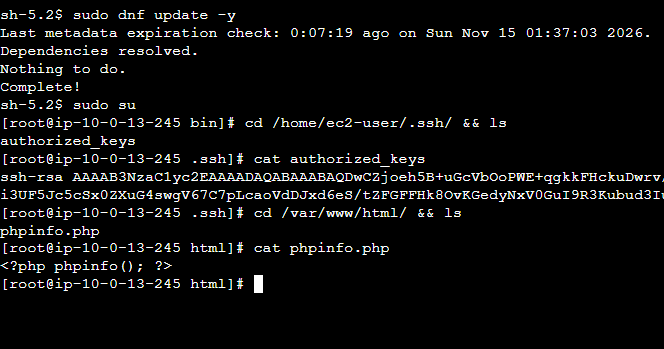 sh-5.2$ sudo dnf update -y
Last metadata expiration check: 0:07:19 ago on Sun Nov 15 01:37:03 2026.
Dependencies resolved.
Nothing to do.
Complete!
sh-5.2$ sudo su
[root@ip-10-0-13-245 bin]# cd /home/ec2-user/.ssh/ && ls
authorized_keys
[root@ip-10-0-13-245 .ssh]# cat authorized_keys
ssh-rsa AAAAB3NzaC1yc2EAAAADAQABAAABAQDwCZjoeh5B+uGcVbOoPWE+qgkkFHckuDwrv/
i3UF5Jc5cSx0ZXuG4swgV67C7pLcaoVdDJxd6eS/tZFGFFHk8OvKGedyNxV0GuI9R3Kubud3Iu
[root@ip-10-0-13-245 .ssh]# cd /var/www/html/ && ls
phpinfo.php
[root@ip-10-0-13-245 html]# cat phpinfo.php
<?php phpinfo(); ?>
[root@ip-10-0-13-245 html]#